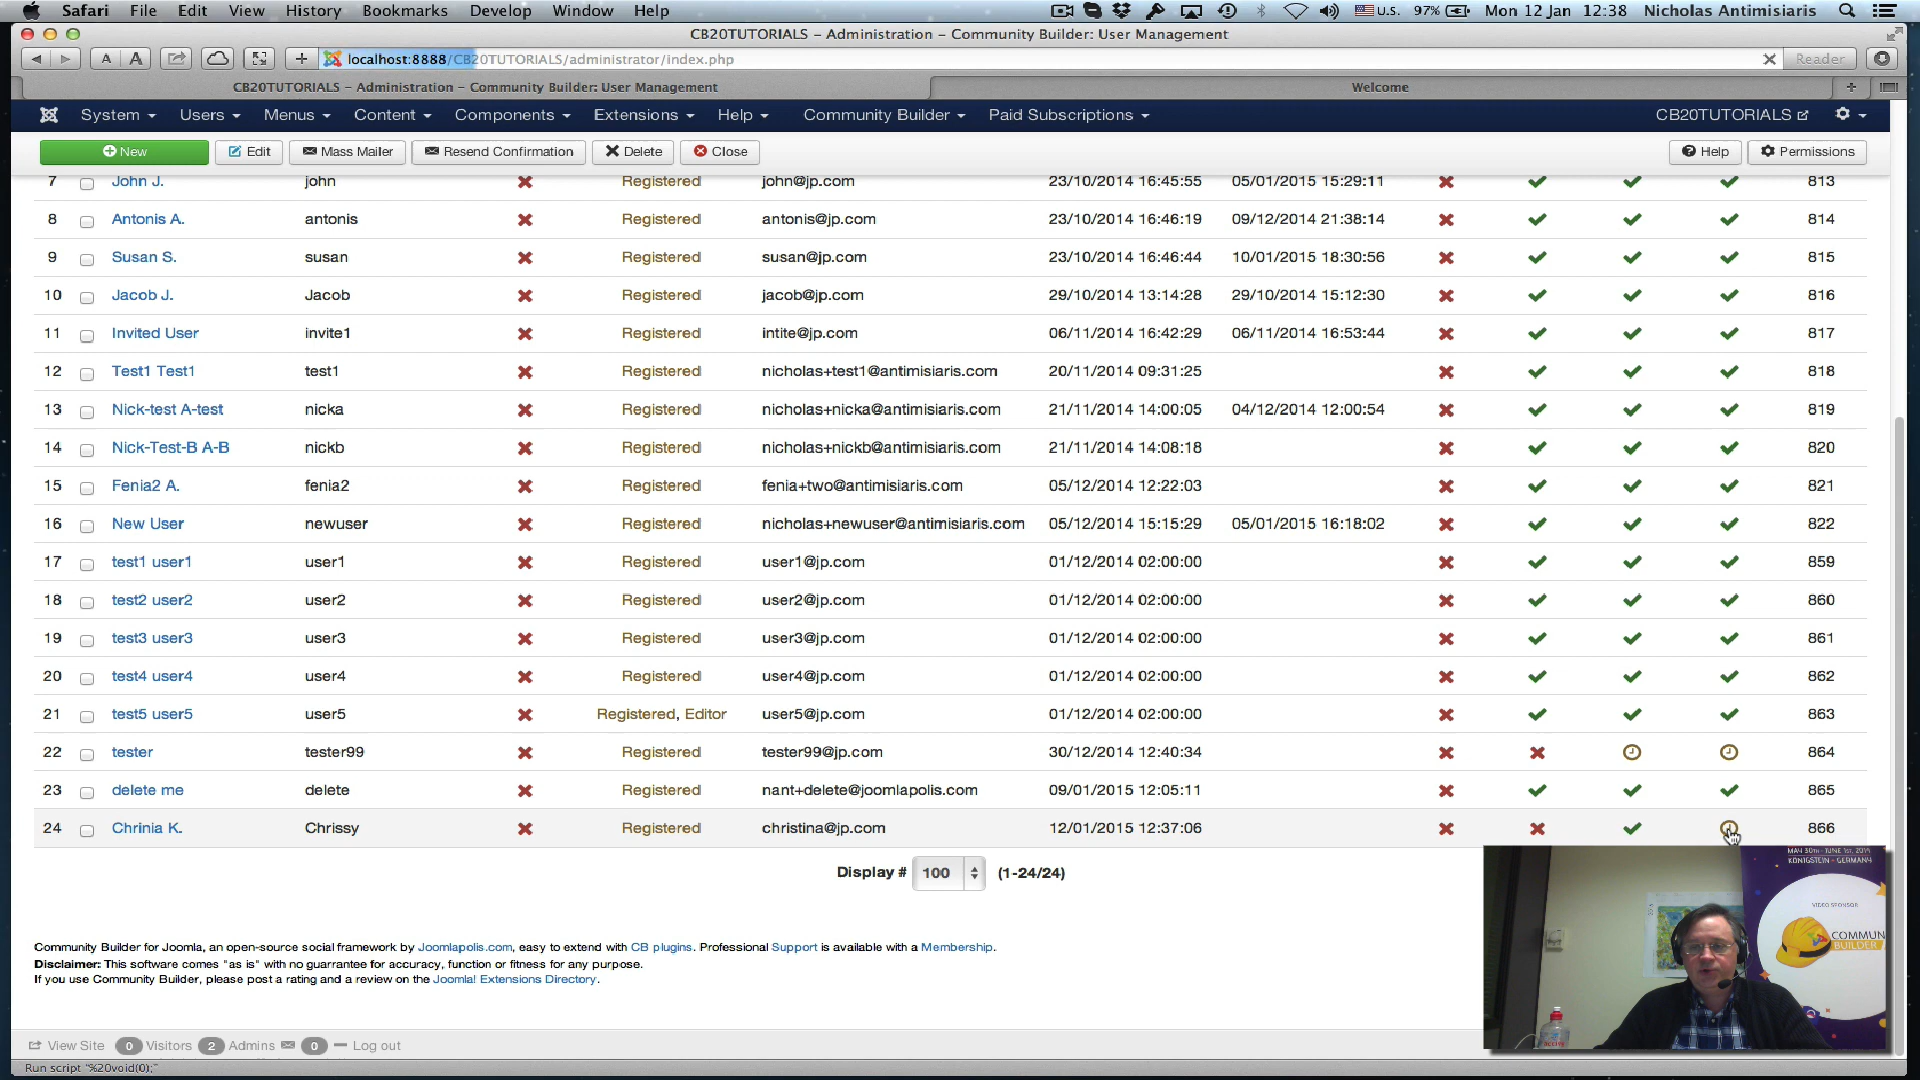 Safari File Edit View History Bookmarks Develop Window Help U.S. 97% Mon 12 Jan 12:38 Nicholas Antimisiaris
CB20TUTORIALS – Administration – Community Builder: User Management
A A + localhost:8888/CB20TUTORIALS/administrator/index.php Reader
CB20TUTORIALS – Administration – Community Builder: User Management Welcome +
System Users Menus Content Components Extensions Help Community Builder Paid Subscriptions CB20TUTORIALS
New Edit Mass Mailer Resend Confirmation Delete Close Help Permissions
7 John J. john Registered john@jp.com 23/10/2014 16:45:55 05/01/2015 15:29:11 813
8 Antonis A. antonis Registered antonis@jp.com 23/10/2014 16:46:19 09/12/2014 21:38:14 814
9 Susan S. susan Registered susan@jp.com 23/10/2014 16:46:44 10/01/2015 18:30:56 815
10 Jacob J. Jacob Registered jacob@jp.com 29/10/2014 13:14:28 29/10/2014 15:12:30 816
11 Invited User invite1 Registered intite@jp.com 06/11/2014 16:42:29 06/11/2014 16:53:44 817
12 Test1 Test1 test1 Registered nicholas+test1@antimisiaris.com 20/11/2014 09:31:25 818
13 Nick-test A-test nicka Registered nicholas+nicka@antimisiaris.com 21/11/2014 14:00:05 04/12/2014 12:00:54 819
14 Nick-Test-B A-B nickb Registered nicholas+nickb@antimisiaris.com 21/11/2014 14:08:18 820
15 Fenia2 A. fenia2 Registered fenia+two@antimisiaris.com 05/12/2014 12:22:03 821
16 New User newuser Registered nicholas+newuser@antimisiaris.com 05/12/2014 15:15:29 05/01/2015 16:18:02 822
17 test1 user1 user1 Registered user1@jp.com 01/12/2014 02:00:00 859
18 test2 user2 user2 Registered user2@jp.com 01/12/2014 02:00:00 860
19 test3 user3 user3 Registered user3@jp.com 01/12/2014 02:00:00 861
20 test4 user4 user4 Registered user4@jp.com 01/12/2014 02:00:00 862
21 test5 user5 user5 Registered, Editor user5@jp.com 01/12/2014 02:00:00 863
22 tester tester99 Registered tester99@jp.com 30/12/2014 12:40:34 864
23 delete me delete Registered nant+delete@joomlapolis.com 09/01/2015 12:05:11 865
24 Chrinia K. Chrissy Registered christina@jp.com 12/01/2015 12:37:06 866
Display # 100 (1-24/24)
MAY 30th - JUNE 1st, 2014
KÖNIGSTEIN - GERMANY
VIDEO SPONSOR
COMMUN
BUILDER
Community Builder for Joomla, an open-source social framework by Joomlapolis.com, easy to extend with CB plugins. Professional Support is available with a Membership.
Disclaimer: This software comes "as is" with no guarrantee for accuracy, function or fitness for any purpose.
If you use Community Builder, please post a rating and a review on the Joomla! Extensions Directory.
View Site 0 Visitors 2 Admins 0 Log out
Run script "%20void(0);"